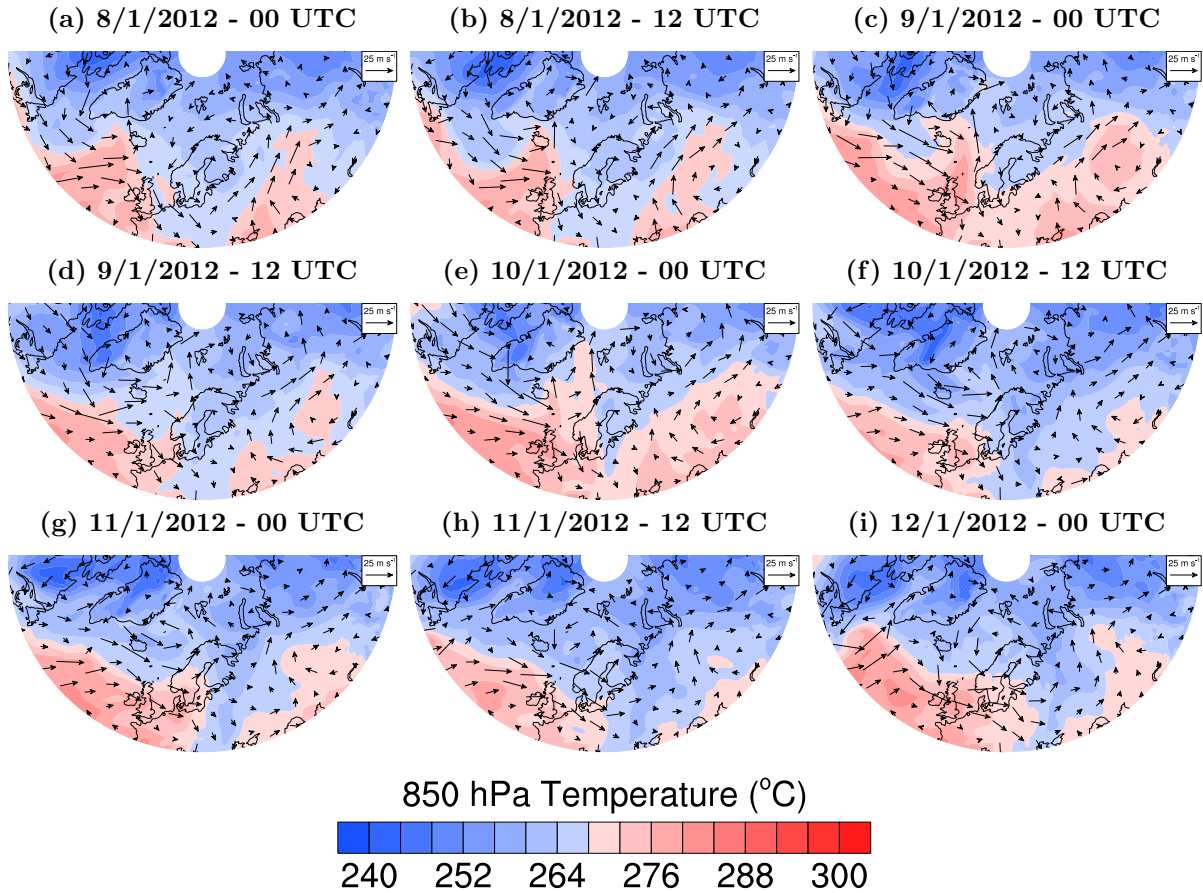 (a) 8/1/2012 - 00 UTC (b) 8/1/2012 - 12 UTC (c) 9/1/2012 - 00 UTC
25 m s⁻¹ 25 m s⁻¹ 25 m s⁻¹
(d) 9/1/2012 - 12 UTC (e) 10/1/2012 - 00 UTC (f) 10/1/2012 - 12 UTC
25 m s⁻¹ 25 m s⁻¹ 25 m s⁻¹
(g) 11/1/2012 - 00 UTC (h) 11/1/2012 - 12 UTC (i) 12/1/2012 - 00 UTC
25 m s⁻¹ 25 m s⁻¹ 25 m s⁻¹
850 hPa Temperature (°C)
240 252 264 276 288 300